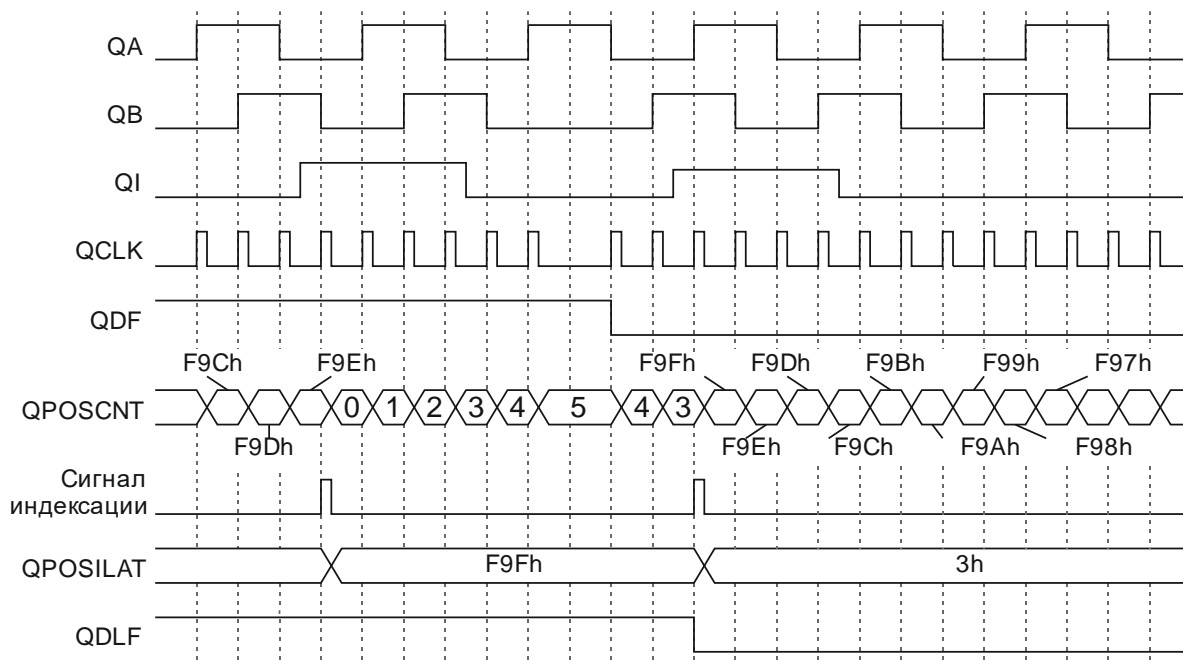 QA
QB
QI
QCLK
QDF
F9Ch F9Eh F9Fh F9Dh F9Bh F99h F97h
QPOSCNT 0 1 2 3 4 5 4 3
F9Dh F9Eh F9Ch F9Ah F98h
Сигнал
индексации
QPOSILAT F9Fh 3h
QDLF